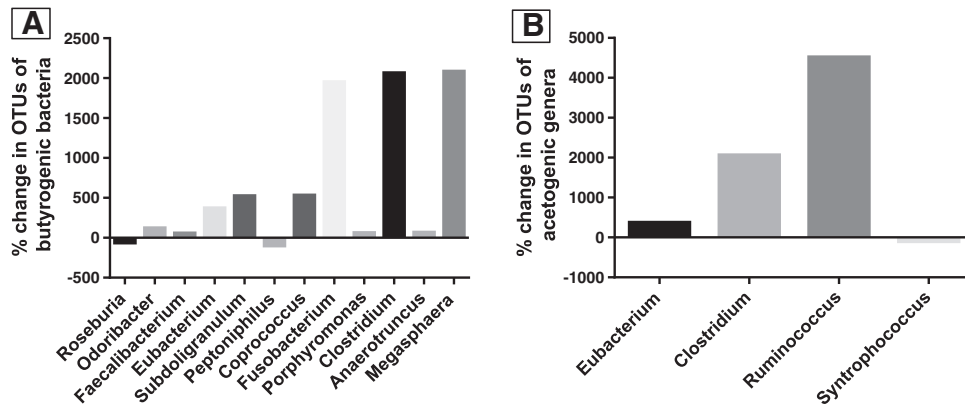 A
% change in OTUs of
butyrogenic bacteria
2500
2000
1500
1000
500
0
-500
Roseburia
Odoribacter
Faecalibacterium
Eubacterium
Subdoligranulum
Peptoniphilus
Coprococcus
Fusobacterium
Porphyromonas
Clostridium
Anaerotruncus
Megasphaera
B
% change in OTUs of
acetogenic genera
5000
4000
3000
2000
1000
0
-1000
Eubacterium
Clostridium
Ruminococcus
Syntrophococcus